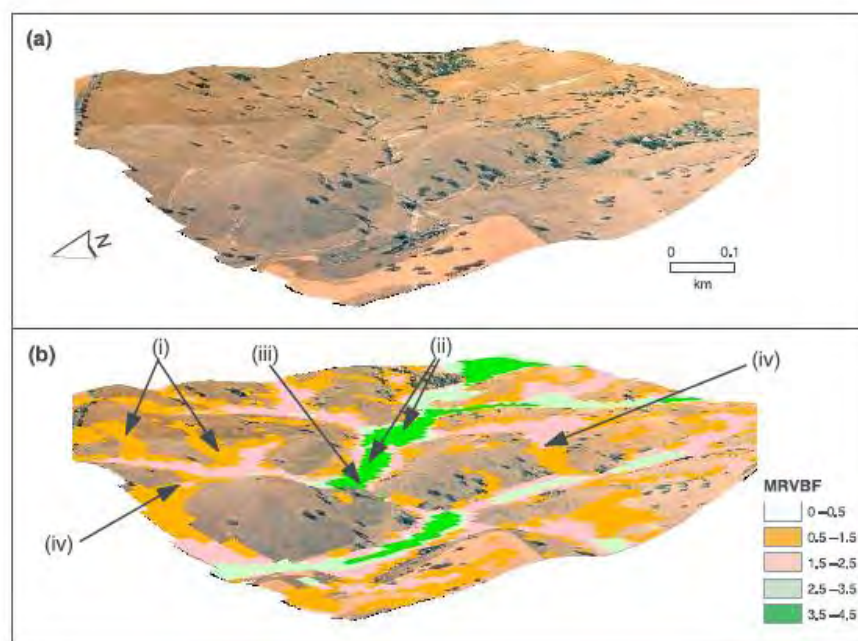 (a)
N
0 0.1
km
(b)
(i)
(iii)
(ii)
(iv)
(iv)
MRVBF
0–0.5
0.5–1.5
1.5–2.5
2.5–3.5
3.5–4.5